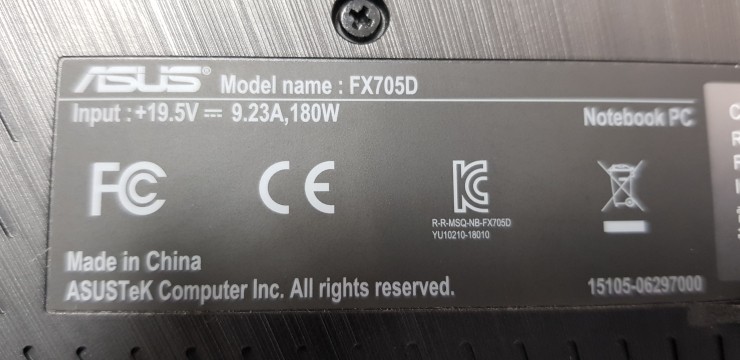 ASUS® Model name : FX705D
Input : +19.5V 9.23A,180W
Notebook PC
FC CE
R-R-MSQ-NB-FX705D
YU10210-18010
Made in China
ASUSTeK Computer Inc. All rights reserved.
15105-06297000